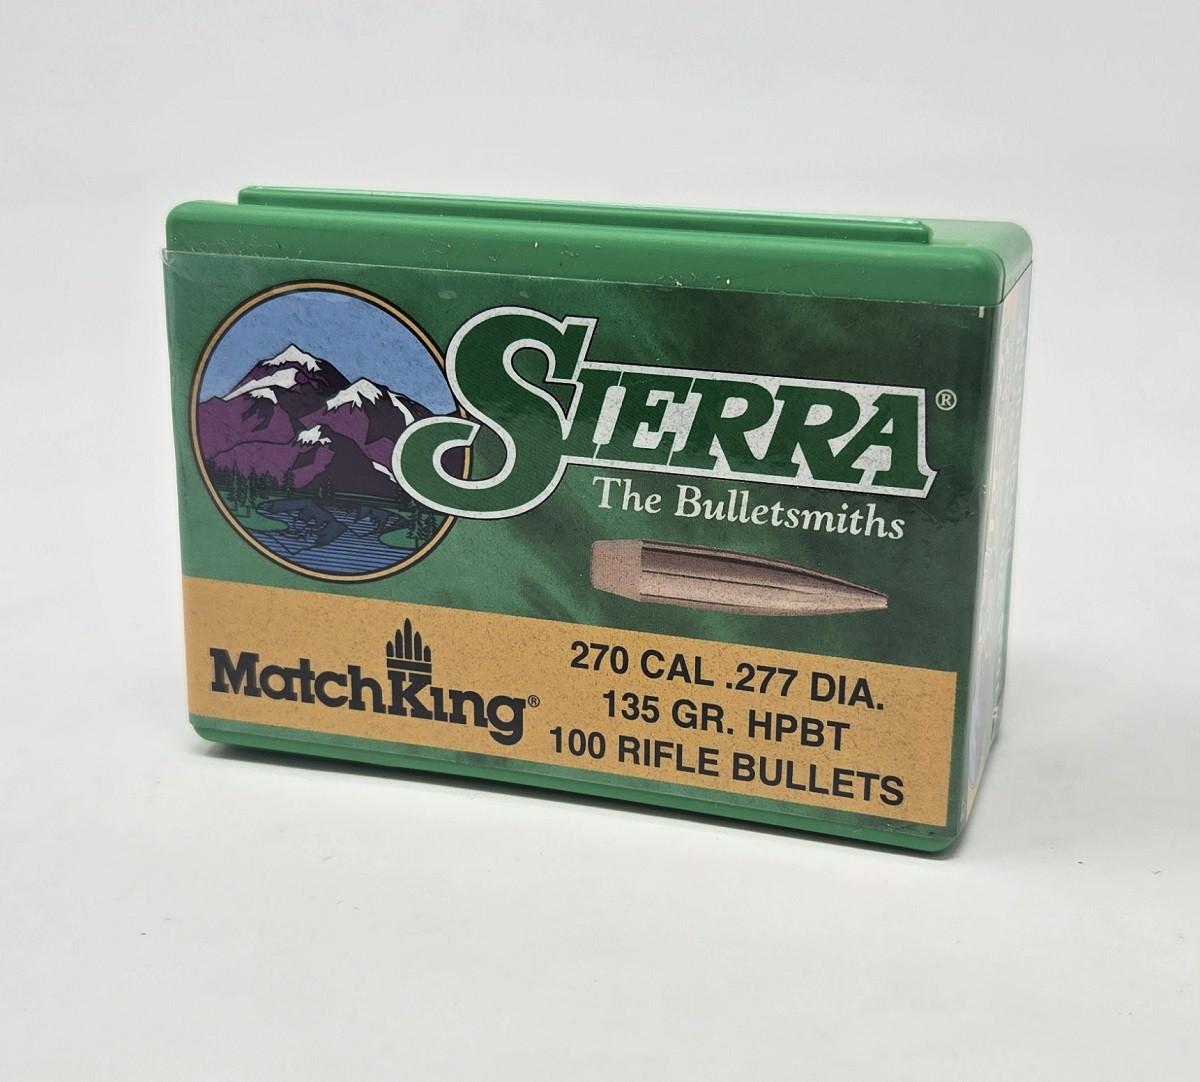 SIERRA®
The Bulletsmiths
MatchKing®
270 CAL .277 DIA.
135 GR. HPBT
100 RIFLE BULLETS